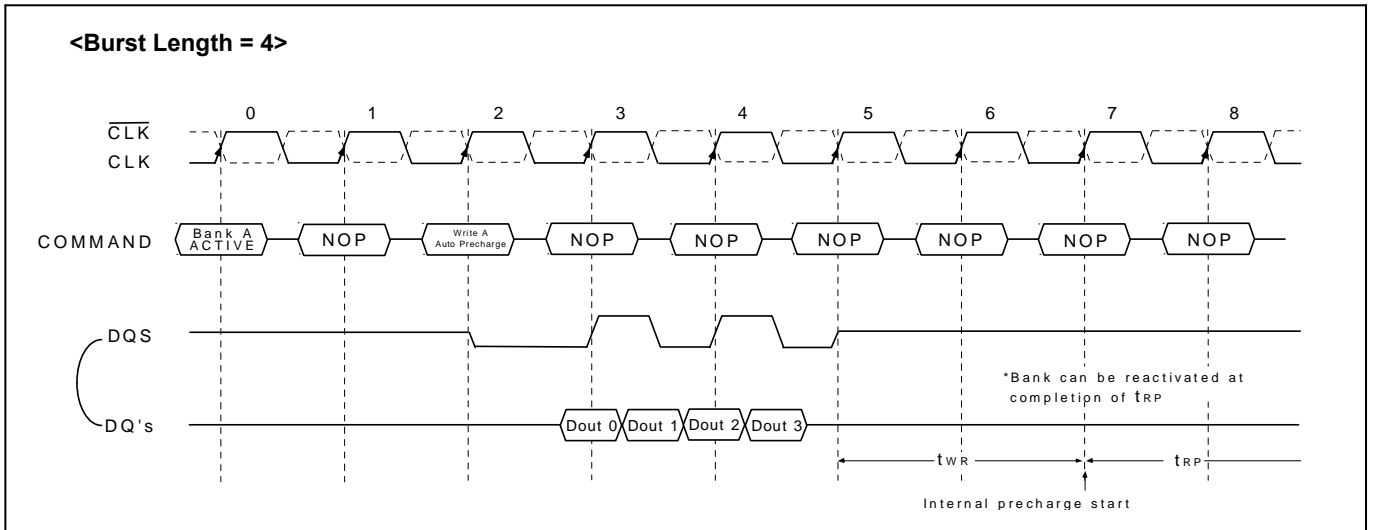 <Burst Length = 4>
0 1 2 3 4 5 6 7 8
CLK
CLK
COMMAND
Bank A
ACTIVE
NOP
Write A
Auto Precharge
NOP
NOP
NOP
NOP
NOP
NOP
DQS
*Bank can be reactivated at
completion of tRP
DQ's
Dout 0 Dout 1 Dout 2 Dout 3
tWR
tRP
Internal precharge start